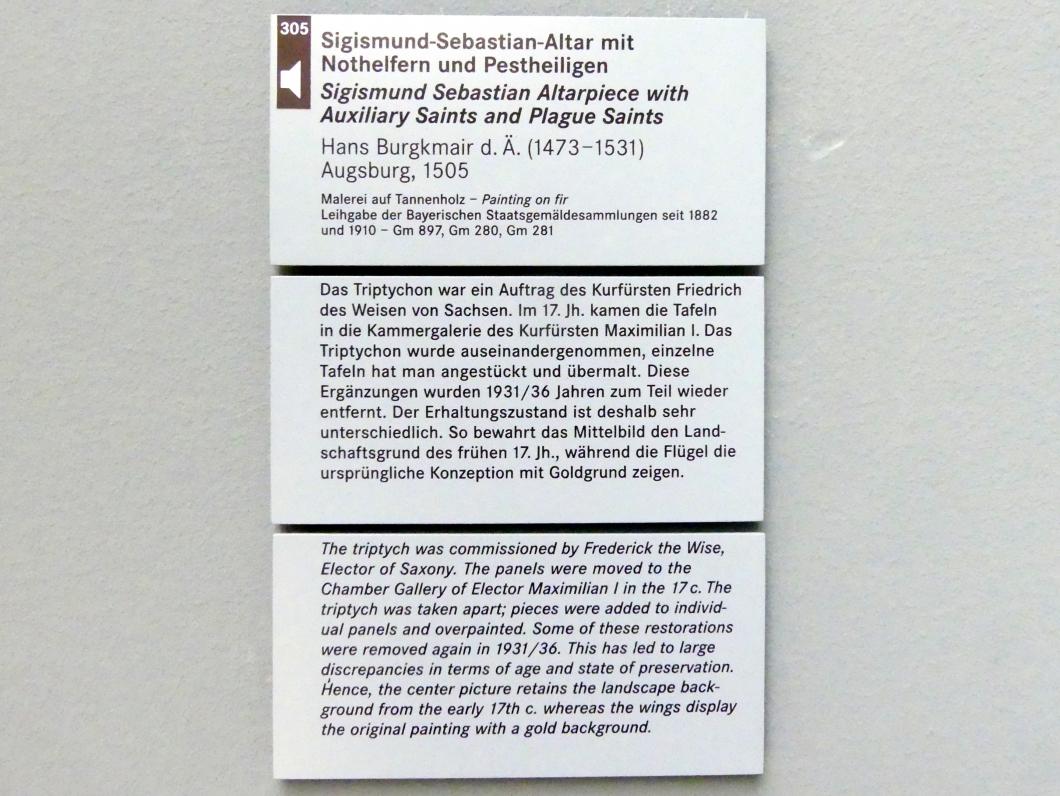 305
Sigismund-Sebastian-Altar mit
Nothelfern und Pestheiligen
Sigismund Sebastian Altarpiece with
Auxiliary Saints and Plague Saints
Hans Burgkmair d. Ä. (1473–1531)
Augsburg, 1505
Malerei auf Tannenholz – Painting on fir
Leihgabe der Bayerischen Staatsgemäldesammlungen seit 1882
und 1910 – Gm 897, Gm 280, Gm 281
Das Triptychon war ein Auftrag des Kurfürsten Friedrich
des Weisen von Sachsen. Im 17. Jh. kamen die Tafeln
in die Kammergalerie des Kurfürsten Maximilian I. Das
Triptychon wurde auseinandergenommen, einzelne
Tafeln hat man angestückt und übermalt. Diese
Ergänzungen wurden 1931/36 Jahren zum Teil wieder
entfernt. Der Erhaltungszustand ist deshalb sehr
unterschiedlich. So bewahrt das Mittelbild den Land-
schaftsgrund des frühen 17. Jh., während die Flügel die
ursprüngliche Konzeption mit Goldgrund zeigen.
The triptych was commissioned by Frederick the Wise,
Elector of Saxony. The panels were moved to the
Chamber Gallery of Elector Maximilian I in the 17 c. The
triptych was taken apart; pieces were added to individ-
ual panels and overpainted. Some of these restorations
were removed again in 1931/36. This has led to large
discrepancies in terms of age and state of preservation.
Hence, the center picture retains the landscape back-
ground from the early 17th c. whereas the wings display
the original painting with a gold background.